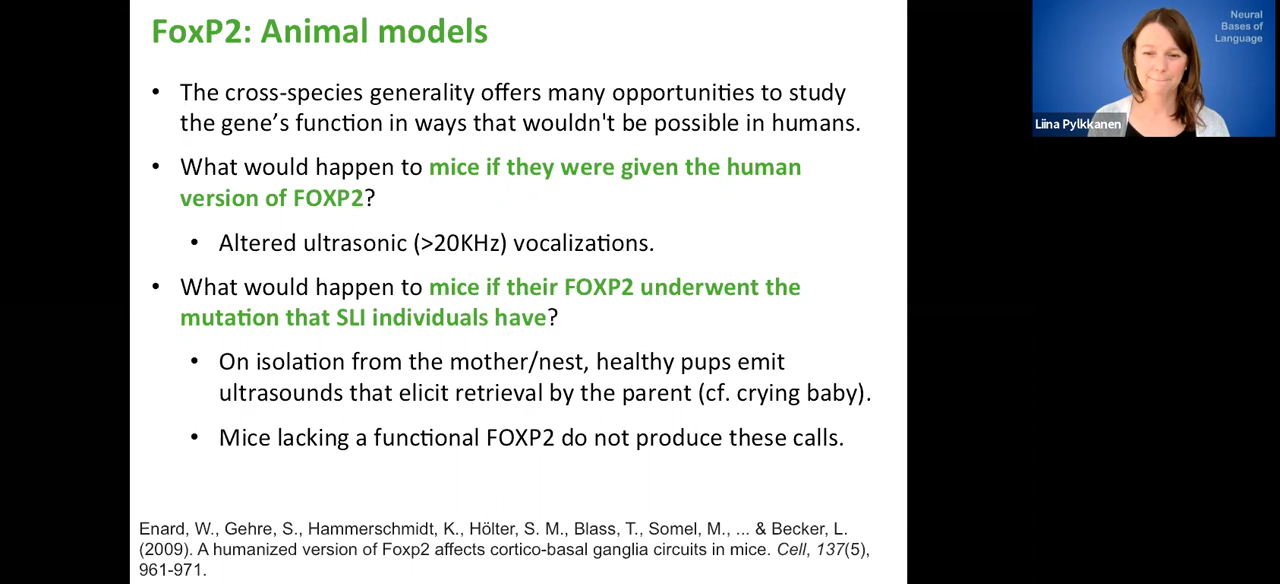 FoxP2: Animal models
• The cross-species generality offers many opportunities to study
the gene’s function in ways that wouldn't be possible in humans.
• What would happen to mice if they were given the human
version of FOXP2?
• Altered ultrasonic (>20KHz) vocalizations.
• What would happen to mice if their FOXP2 underwent the
mutation that SLI individuals have?
• On isolation from the mother/nest, healthy pups emit
ultrasounds that elicit retrieval by the parent (cf. crying baby).
• Mice lacking a functional FOXP2 do not produce these calls.
Enard, W., Gehre, S., Hammerschmidt, K., Hölter, S. M., Blass, T., Somel, M., ... & Becker, L.
(2009). A humanized version of Foxp2 affects cortico-basal ganglia circuits in mice. Cell, 137(5),
961-971.
Neural
Bases of
Language
Liina Pylkkanen